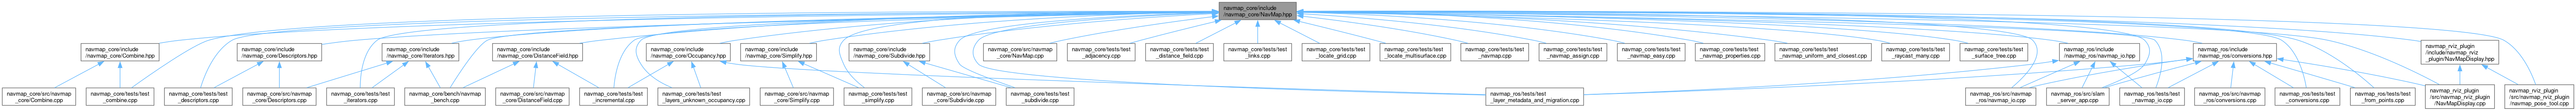 navmap_core/include
/navmap_core/NavMap.hpp
navmap_core/include
/navmap_core/Combine.hpp
navmap_core/include
/navmap_core/Descriptors.hpp
navmap_core/include
/navmap_core/Iterators.hpp
navmap_core/include
/navmap_core/DistanceField.hpp
navmap_core/include
/navmap_core/Occupancy.hpp
navmap_core/include
/navmap_core/Simplify.hpp
navmap_core/include
/navmap_core/Subdivide.hpp
navmap_core/src/navmap
_core/NavMap.cpp
navmap_core/tests/test
_adjacency.cpp
navmap_core/tests/test
_distance_field.cpp
navmap_core/tests/test
_links.cpp
navmap_core/tests/test
_locate_grid.cpp
navmap_core/tests/test
_locate_multisurface.cpp
navmap_core/tests/test
_navmap.cpp
navmap_core/tests/test
_navmap_assign.cpp
navmap_core/tests/test
_navmap_easy.cpp
navmap_core/tests/test
_navmap_properties.cpp
navmap_core/tests/test
_navmap_uniform_and_closest.cpp
navmap_core/tests/test
_raycast_many.cpp
navmap_core/tests/test
_surface_tree.cpp
navmap_ros/include
/navmap_ros/navmap_io.hpp
navmap_ros/include
/navmap_ros/conversions.hpp
navmap_rviz_plugin
/include/navmap_rviz
_plugin/NavMapDisplay.hpp
navmap_core/src/navmap
_core/Combine.cpp
navmap_core/tests/test
_combine.cpp
navmap_core/tests/test
_descriptors.cpp
navmap_core/src/navmap
_core/Descriptors.cpp
navmap_core/tests/test
_iterators.cpp
navmap_core/bench/navmap
_bench.cpp
navmap_core/src/navmap
_core/DistanceField.cpp
navmap_core/tests/test
_incremental.cpp
navmap_core/tests/test
_layers_unknown_occupancy.cpp
navmap_core/src/navmap
_core/Simplify.cpp
navmap_core/tests/test
_simplify.cpp
navmap_core/src/navmap
_core/Subdivide.cpp
navmap_core/tests/test
_subdivide.cpp
navmap_ros/tests/test
_layer_metadata_and_migration.cpp
navmap_ros/src/navmap
_ros/navmap_io.cpp
navmap_ros/src/slam
_server_app.cpp
navmap_ros/tests/test
_navmap_io.cpp
navmap_ros/src/navmap
_ros/conversions.cpp
navmap_ros/tests/test
_conversions.cpp
navmap_ros/tests/test
_from_points.cpp
navmap_rviz_plugin
/src/navmap_rviz_plugin
/NavMapDisplay.cpp
navmap_rviz_plugin
/src/navmap_rviz_plugin
/navmap_pose_tool.cpp